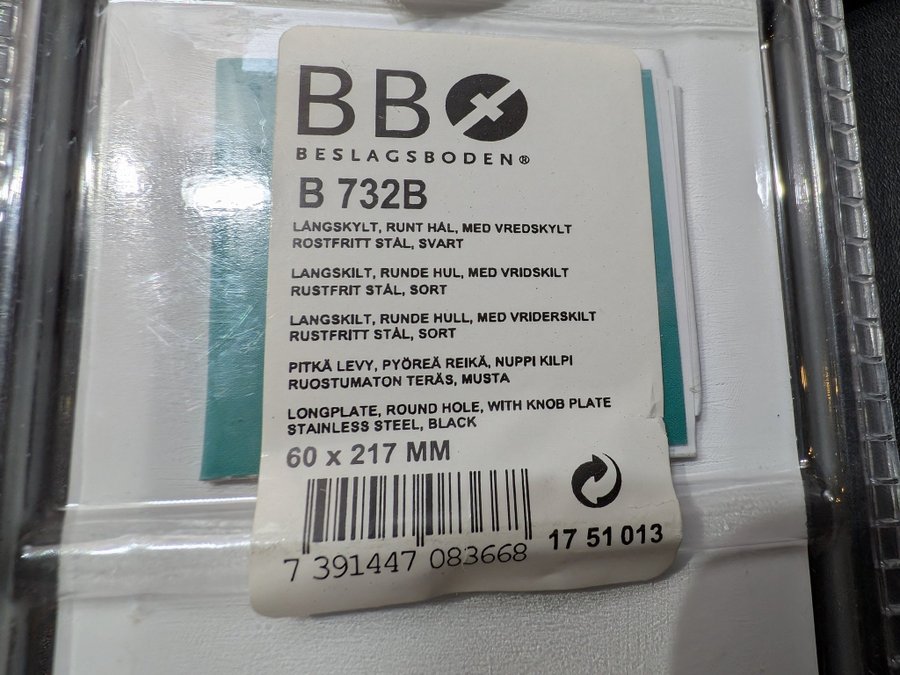 BB
BESLAGSBODEN®
B 732B
LÅNGSKYLT, RUNT HÅL, MED VREDSKYLT
ROSTFRITT STÅL, SVART
LANGSKILT, RUNDE HUL, MED VRIDSKILT
RUSTFRIT STÅL, SORT
LANGSKILT, RUNDE HULL, MED VRIDERSKILT
RUSTFRITT STÅL, SORT
PITKÄ LEVY, PYÖREÄ REIKÄ, NUPPI KILPI
RUOSTUMATON TERÄS, MUSTA
LONGPLATE, ROUND HOLE, WITH KNOB PLATE
STAINLESS STEEL, BLACK
60 x 217 MM
7 391447 083668
17 51 013